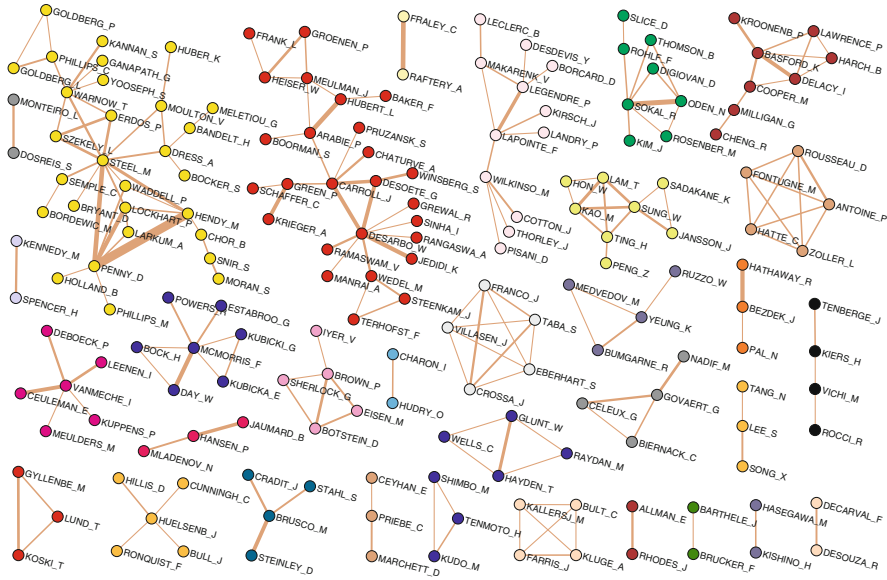 GOLDBERG_P
PHILLIPS_C
GOLDBERG_L
KANNAN_S
GANAPATH_G
YOOSEPH_S
HUBER_K
WARNOW_T
MONTEIRO_L
ERDOS_P
MOULTON_V
MELETIOU_G
BANDELT_H
SZEKELY_L
STEEL_M
DRESS_A
DOSREIS_S
BOCKER_S
SEMPLE_C
WADDELL_P
BRYANT_D
LOCKHART_P
HENDY_M
BORDEWIC_M
LARKUM_A
CHOR_B
KENNEDY_M
PENNY_D
SNIR_S
HOLLAND_B
MORAN_S
SPENCER_H
PHILLIPS_M
FRANK_L
GROENEN_P
HEISER_W
MEULMAN_J
HUBERT_L
BAKER_F
ARABIE_P
PRUZANSK_S
BOORMAN_S
CHATURVE_A
WINSBERG_S
SCHAFFER_C
GREEN_P
CARROLL_J
DESOETE_G
GREWAL_R
KRIEGER_A
SINHA_I
DESARBO_W
RANGASWA_A
RAMASWAM_V
JEDIDI_K
MANRAI_A
WEDEL_M
STEENKAM_J
TERHOFST_F
FRALEY_C
RAFTERY_A
LECLERC_B
DESDEVIS_Y
MAKARENK_V
BORCARD_D
LEGENDRE_P
KIRSCH_J
LAPOINTE_F
LANDRY_P
WILKINSO_M
COTTON_J
THORLEY_J
PISANI_D
SLICE_D
THOMSON_B
ROHLF_F
DIGIOVAN_D
SOKAL_R
ODEN_N
KIM_J
ROSENBER_M
KROONENB_P
LAWRENCE_P
BASFORD_K
HARCH_B
DELACY_I
COOPER_M
MILLIGAN_G
CHENG_R
HON_W
LAM_T
SADAKANE_K
KAO_M
SUNG_W
TING_H
JANSSON_J
PENG_Z
ROUSSEAU_D
FONTUGNE_M
ANTOINE_P
HATTE_C
ZOLLER_L
POWERS_R
ESTABROO_G
KUBICKI_G
BOCK_H
MCMORRIS_F
DAY_W
KUBICKA_E
DEBOECK_P
LEENEN_I
VANMECHE_I
CEULEMAN_E
KUPPENS_P
MEULDERS_M
JAUMARD_B
HANSEN_P
MLADENOV_N
IYER_V
BROWN_P
SHERLOCK_G
EISEN_M
BOTSTEIN_D
CHARON_I
HUDRY_O
FRANCO_J
TABA_S
VILLASEN_J
EBERHART_S
CROSSA_J
GLUNT_W
WELLS_C
RAYDAN_M
HAYDEN_T
MEDVEDOV_M
RUZZO_W
YEUNG_K
BUMGARNE_R
NADIF_M
GOVAERT_G
CELEUX_G
BIERNACK_C
HATHAWAY_R
BEZDEK_J
PAL_N
TENBERGE_J
KIERS_H
VICHI_M
ROCCI_R
TANG_N
LEE_S
SONG_X
GYLLENBE_M
LUND_T
KOSKI_T
HILLIS_D
CUNNINGH_C
HUELSENB_J
RONQUIST_F
BULL_J
CRADIT_J
STAHL_S
BRUSCO_M
STEINLEY_D
CEYHAN_E
PRIEBE_C
MARCHETT_D
SHIMBO_M
TENMOTO_H
KUDO_M
KALLERSJ_M
BULT_C
FARRIS_J
KLUGE_A
ALLMAN_E
RHODES_J
BARTHELE_J
BRUCKER_F
HASEGAWA_M
KISHINO_H
DECARVAL_F
DESOUZA_R